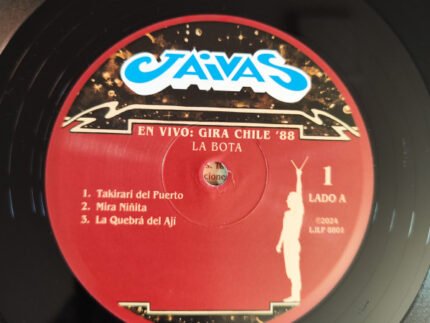 JAIVAS
EN VIVO: GIRA CHILE '88
LA BOTA
1
LADO A
1. Takirari del Puerto
2. Mira Niñita
3. La Quebrá del Ají
©2024
LJLP 8801